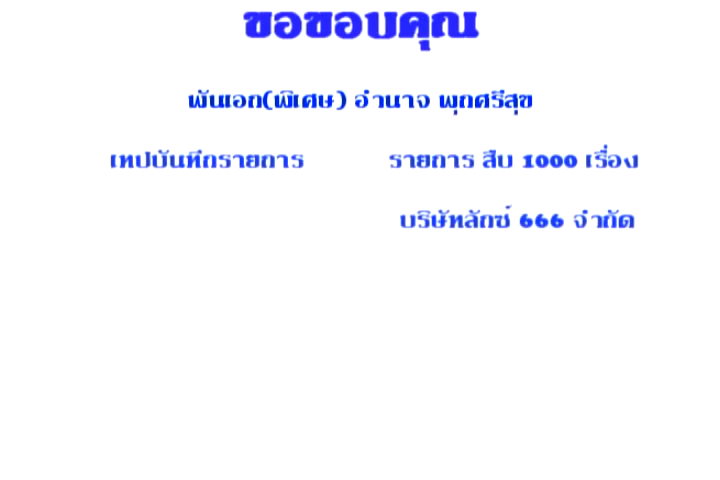 ขอขอบคุณ
พันเอก(พิเศษ) อำนาจ พุกศรีสุข
เทปบันทึกรายการ รายการ สืบ 1000 เรื่อง
บริษัทลักซ์ 666 จำกัด